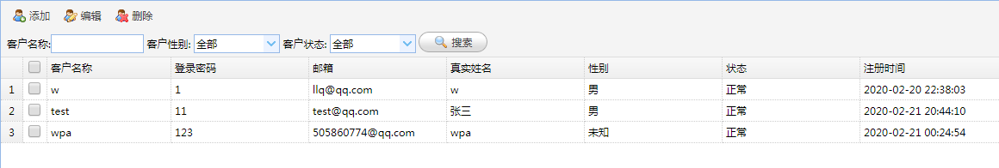 添加 编辑 删除
客户名称: 客户性别: 全部 客户状态: 全部 搜索
客户名称 登录密码 邮箱 真实姓名 性别 状态 注册时间
1 w 1 llq@qq.com w 男 正常 2020-02-20 22:38:03
2 test 11 test@qq.com 张三 男 正常 2020-02-21 20:44:10
3 wpa 123 505860774@qq.com wpa 未知 正常 2020-02-21 00:24:54